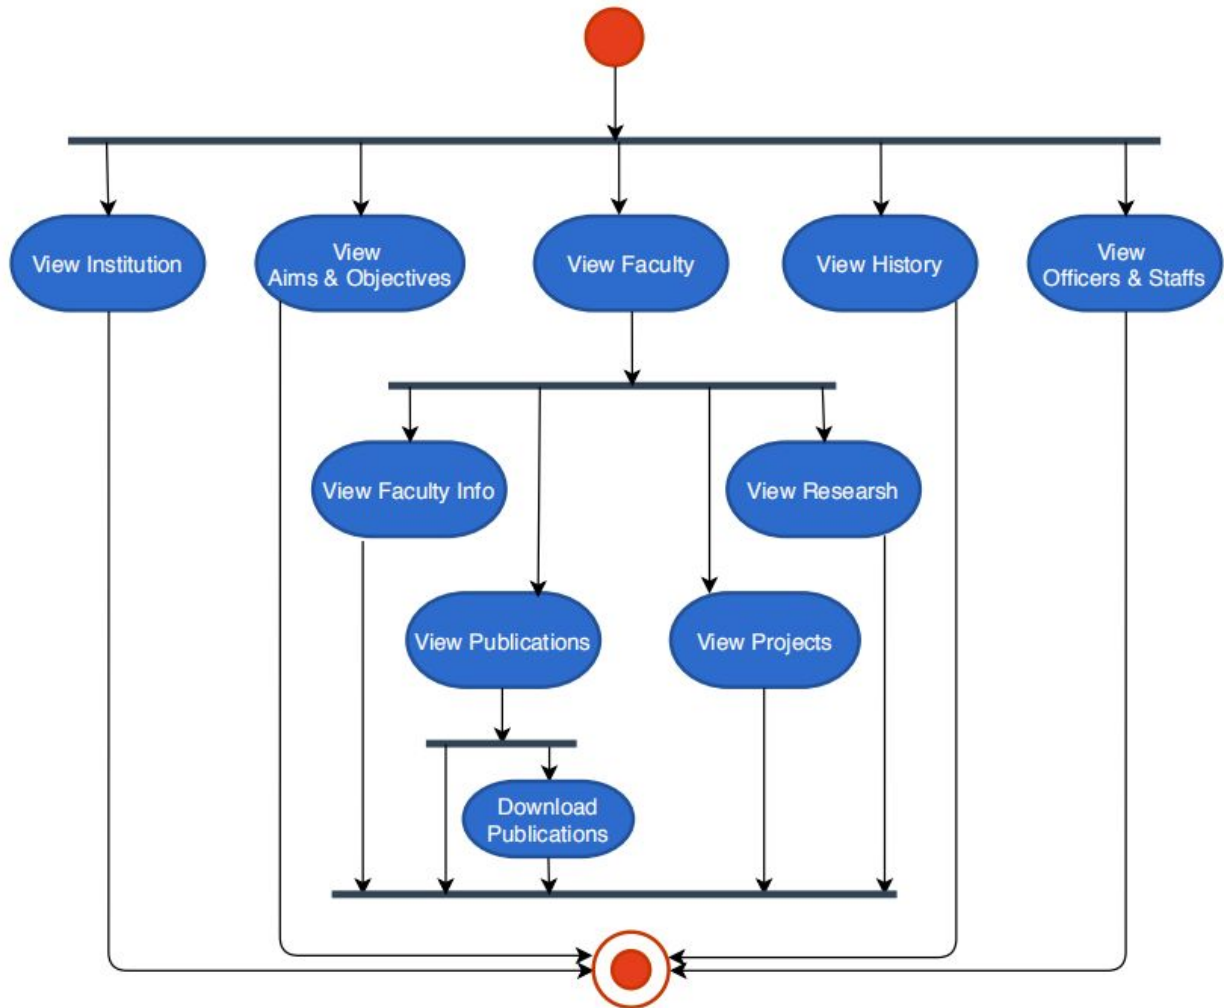 View Institution
View
Aims & Objectives
View Faculty
View History
View
Officers & Staffs
View Faculty Info
View Researsh
View Publications
View Projects
Download
Publications